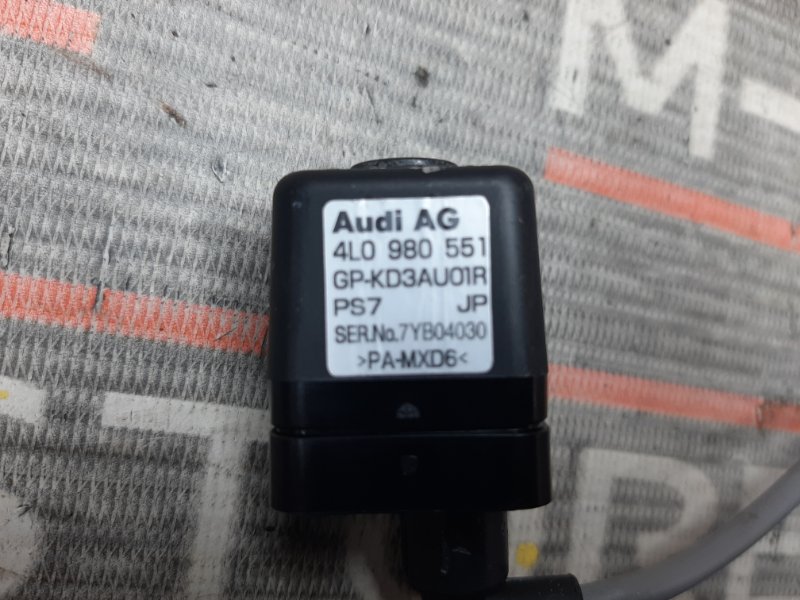 Audi AG
4L0 980 551
GP-KD3AU01R
PS7 JP
SER.No.7YB04030
>PA-MXD6<
M-